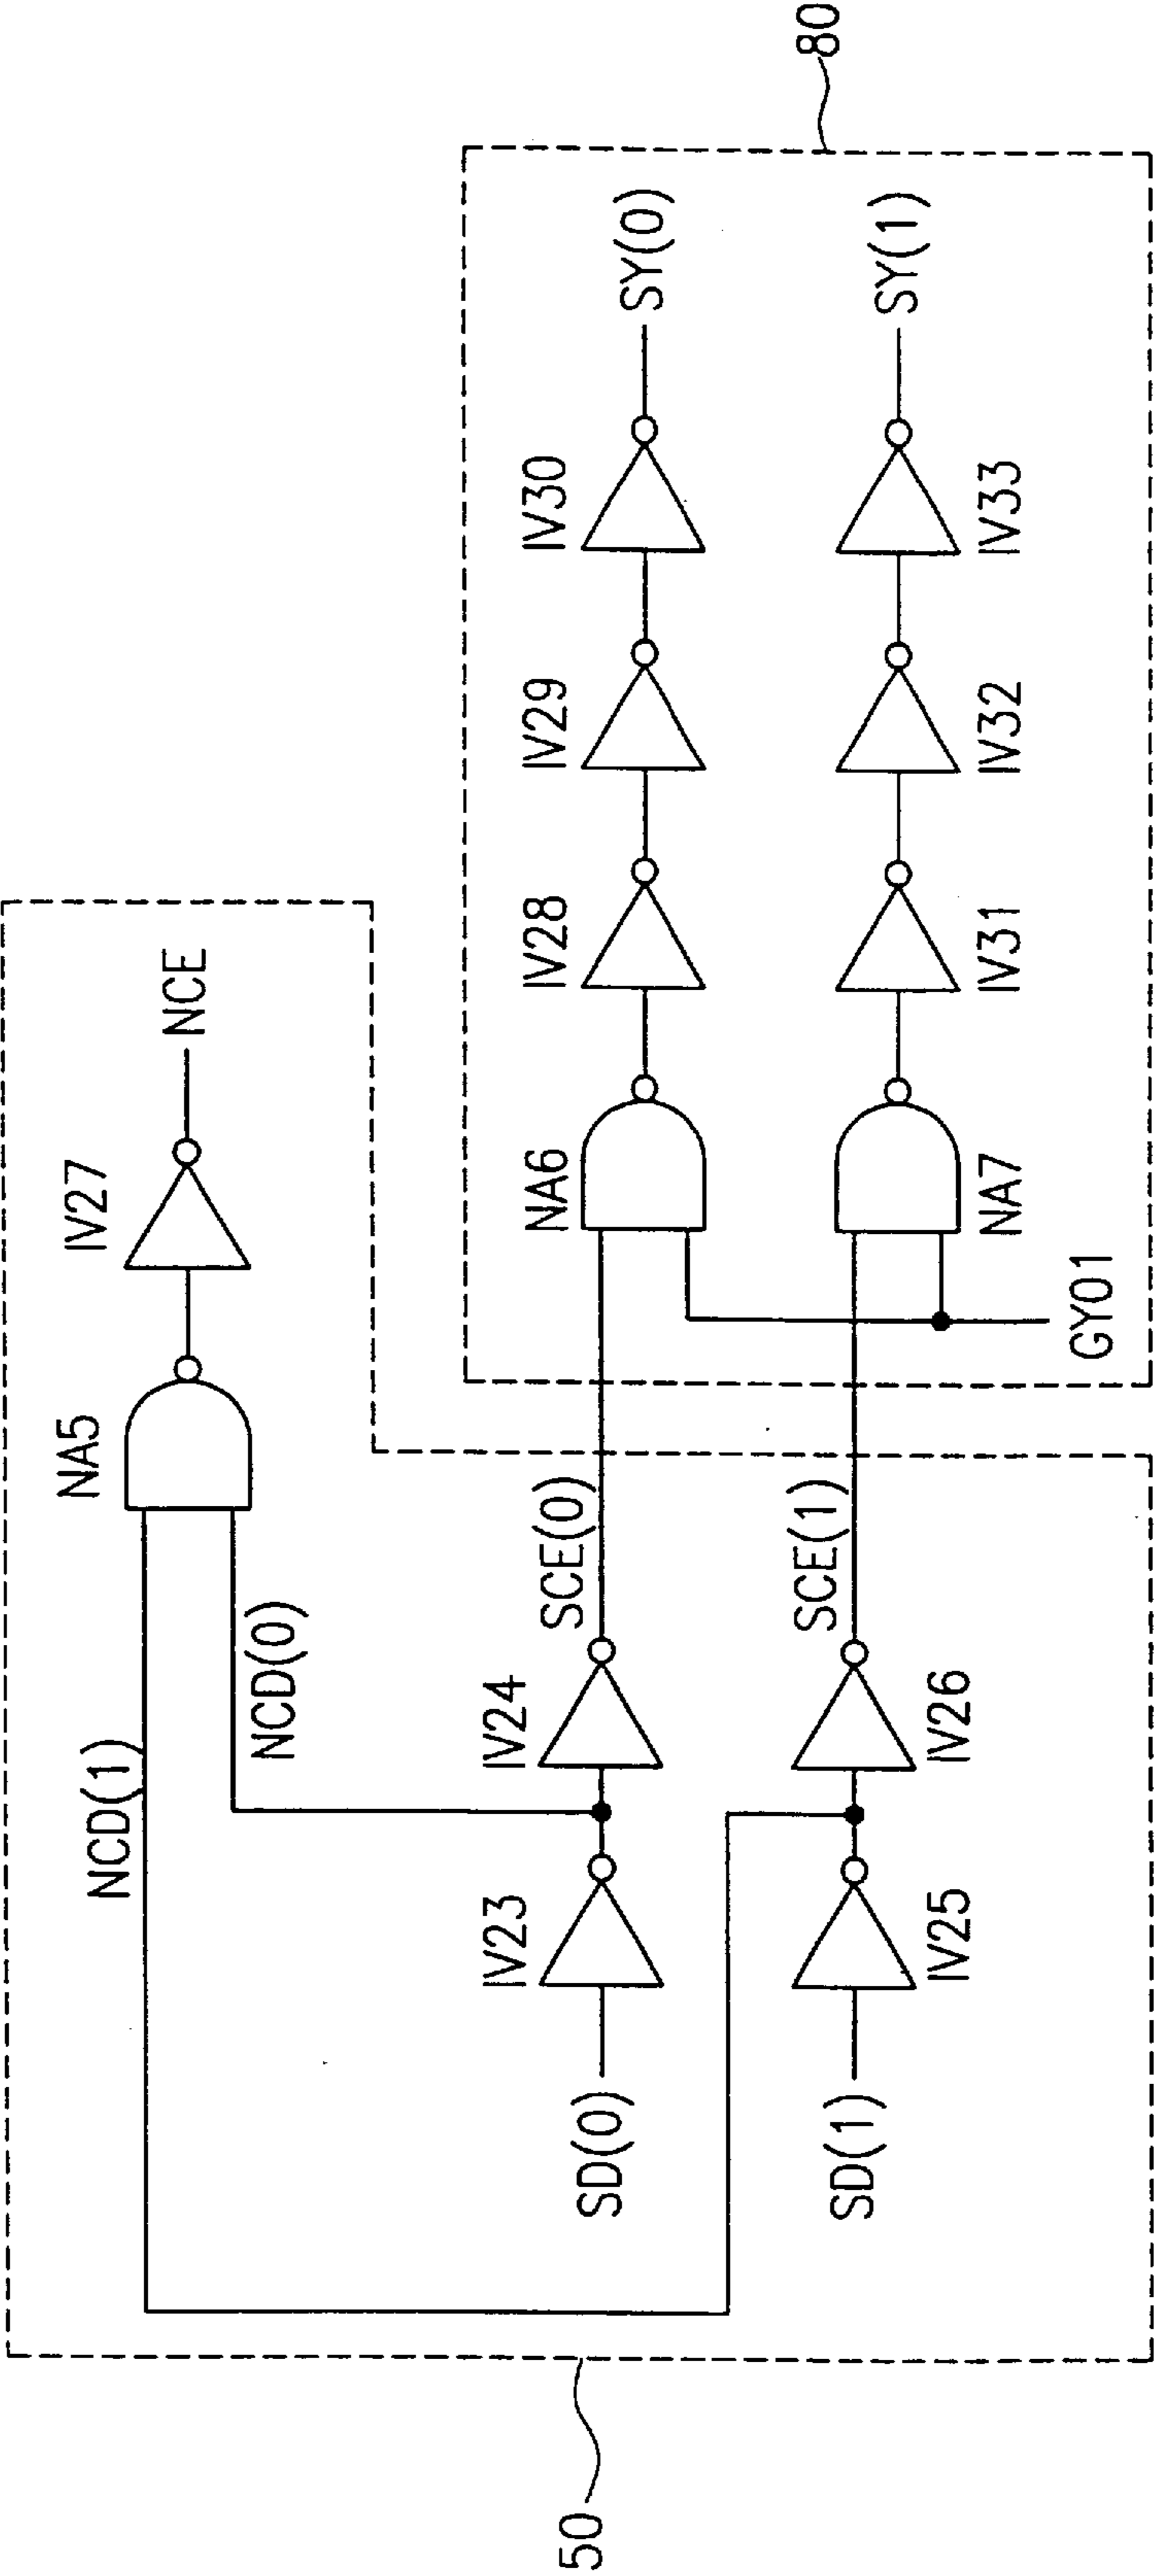 50
80
NCD(1)
NCD(0)
NA5
IV27
NCE
SD(0)
IV23
IV24
SCE(0)
NA6
IV28
IV29
IV30
SY(0)
SD(1)
IV25
IV26
SCE(1)
NA7
IV31
IV32
IV33
SY(1)
GY01